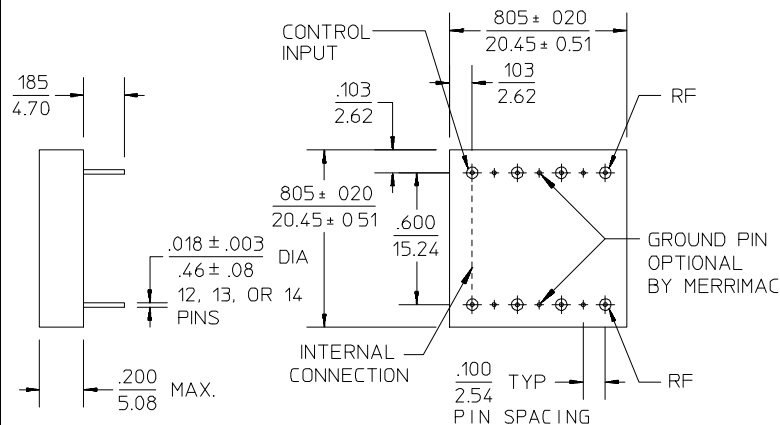 805± 020
20.45± 0.51
CONTROL
INPUT
103
2.62
.185
4.70
.103
2.62
RF
805± 020
20.45± 0 51
.600
15.24
.018 ±.003
.46 ± .08
DIA
12, 13, OR 14
PINS
GROUND PIN
OPTIONAL
BY MERRIMAC
INTERNAL
CONNECTION
.200
5.08
MAX.
.100
2.54
TYP
PIN SPACING
RF